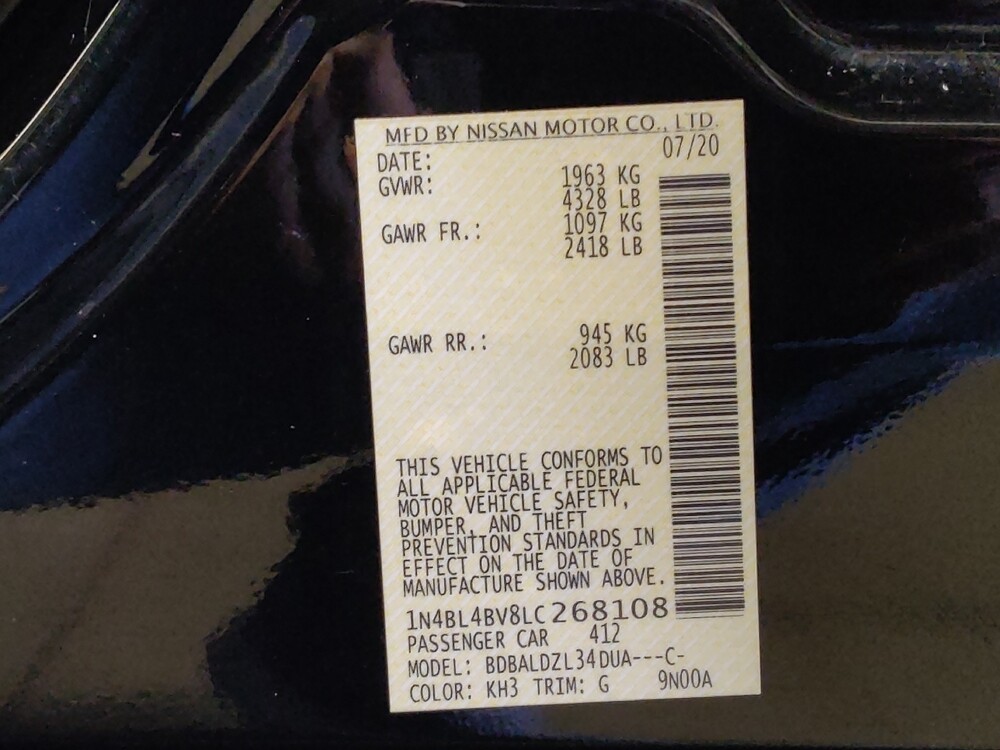 MFD BY NISSAN MOTOR CO., LTD.
DATE: 07/20
GVWR: 1963 KG
4328 LB
GAWR FR.: 1097 KG
2418 LB
GAWR RR.: 945 KG
2083 LB
THIS VEHICLE CONFORMS TO
ALL APPLICABLE FEDERAL
MOTOR VEHICLE SAFETY,
BUMPER, AND THEFT
PREVENTION STANDARDS IN
EFFECT ON THE DATE OF
MANUFACTURE SHOWN ABOVE.
1N4BL4BV8LC268108
PASSENGER CAR 412
MODEL: BDBALDZL34DUA---C-
COLOR: KH3 TRIM: G 9N00A